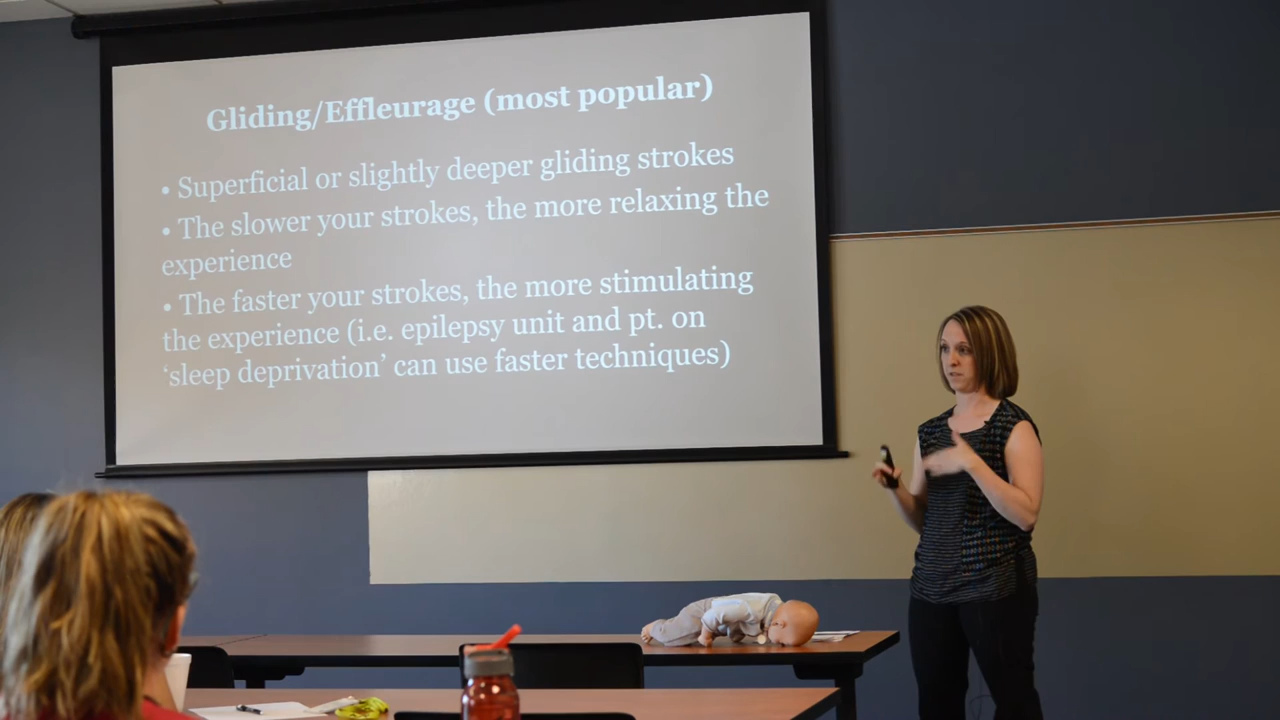 Gliding/Effleurage (most popular)
• Superficial or slightly deeper gliding strokes
• The slower your strokes, the more relaxing the
experience
• The faster your strokes, the more stimulating
the experience (i.e. epilepsy unit and pt. on
‘sleep deprivation’ can use faster techniques)